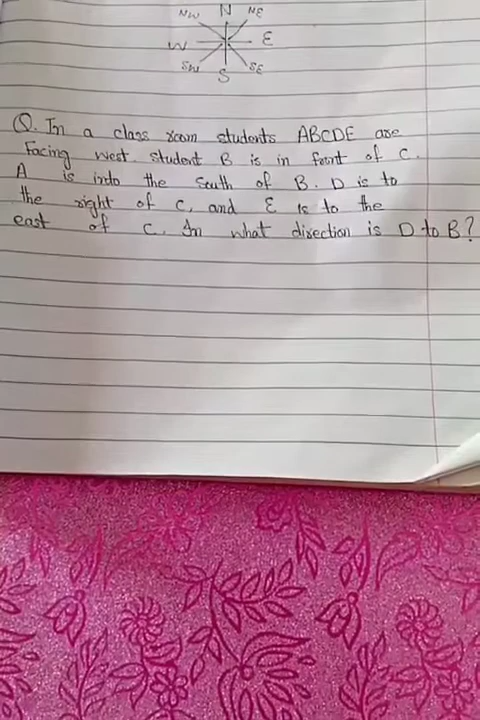 NW N NE
W E
SW S SE
Q. In a class room students ABCDE are
Facing west. Student B is in front of C.
A is into the South of B. D is to
the right of C, and E is to the
east of C. In what direction is D to B?